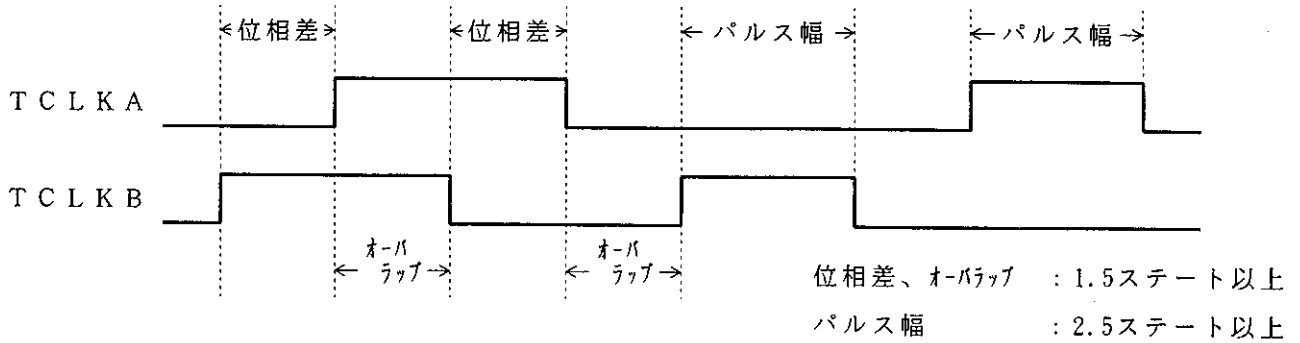 位相差 位相差 パルス幅 パルス幅
TCLKA
TCLKB
オーバ
ラップ
オーバ
ラップ
位相差、オーバラップ : 1.5ステート以上
パルス幅 : 2.5ステート以上